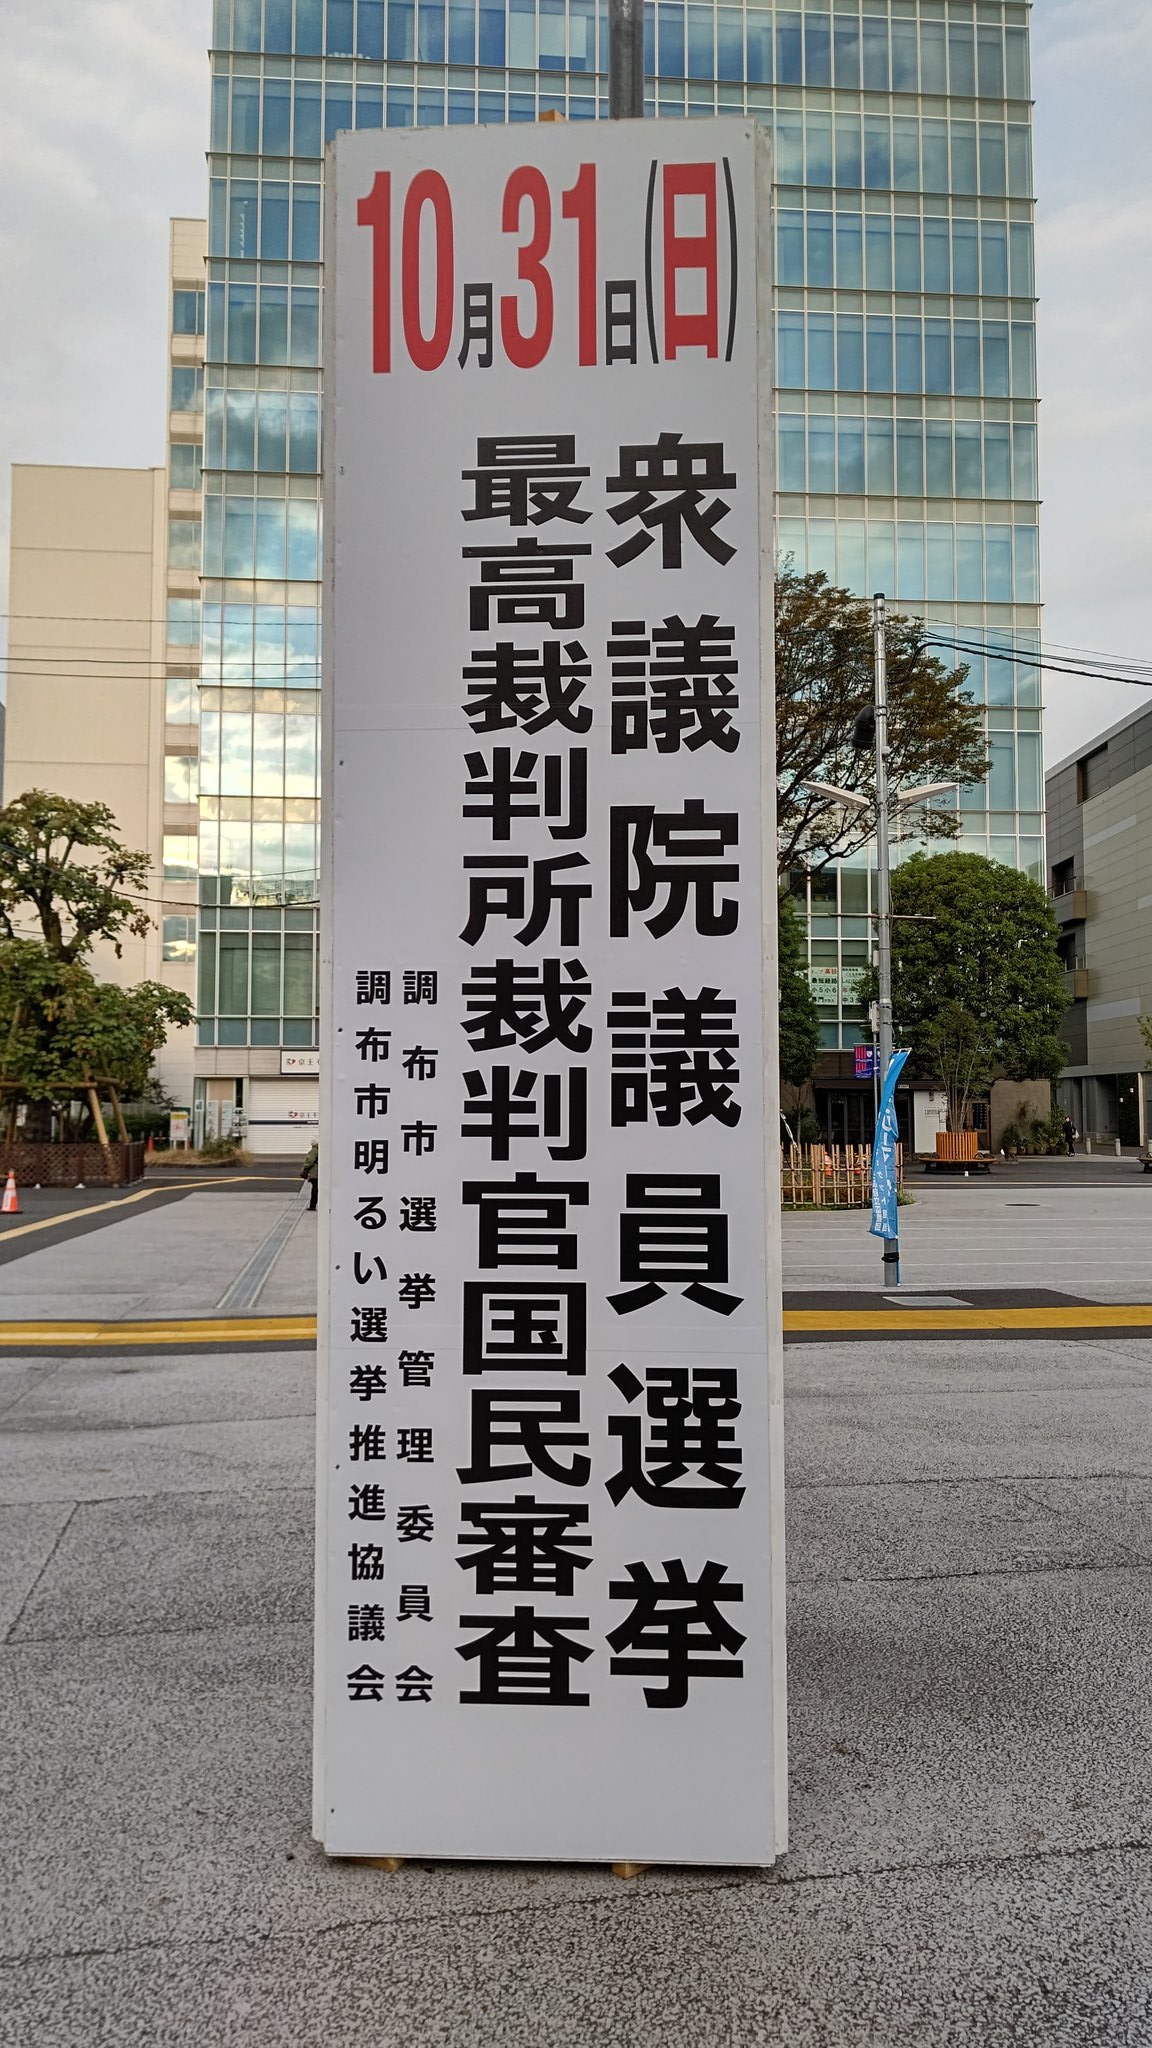 10月31日(日)
衆議院議員選挙
最高裁判所裁判官国民審査
調布市選挙管理委員会
調布市明るい選挙推進協議会